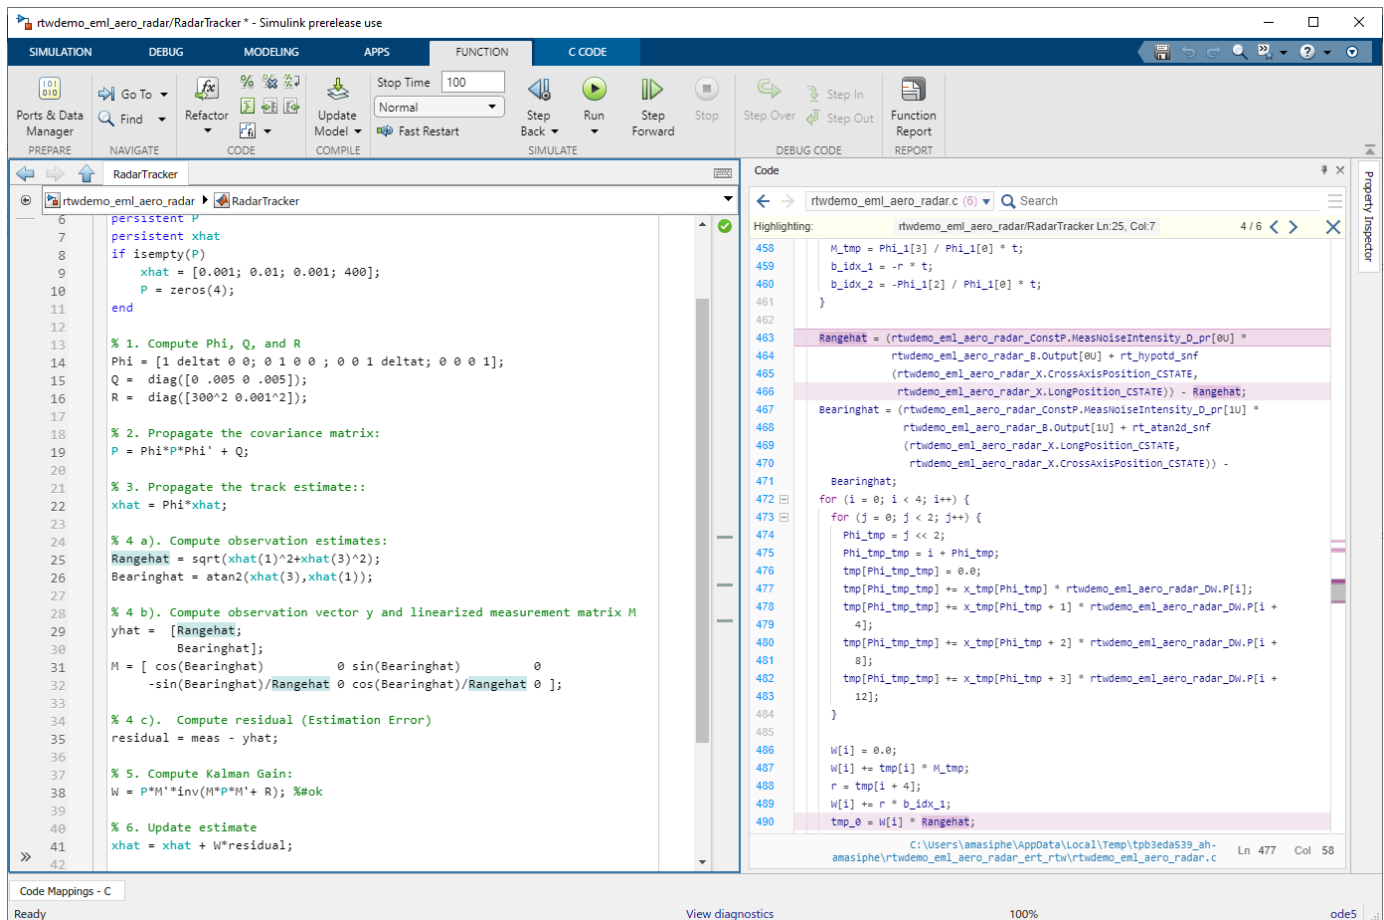 rtwdemo_eml_aero_radar/RadarTracker * - Simulink prerelease use
SIMULATION DEBUG MODELING APPS FUNCTION C CODE
Ports & Data Manager
PREPARE
Go To
Find
NAVIGATE
Refactor
CODE
Update Model
COMPILE
Stop Time 100
Normal
Fast Restart
Step Back
Run
Step Forward
Stop
SIMULATE
Step Over
Step In
Step Out
DEBUG CODE
Function Report
REPORT
RadarTracker
rtwdemo_eml_aero_radar RadarTracker
6 persistent P
7 persistent xhat
8 if isempty(P)
9 xhat = [0.001; 0.01; 0.001; 400];
10 P = zeros(4);
11 end
12
13 % 1. Compute Phi, Q, and R
14 Phi = [1 deltat 0 0; 0 1 0 0 ; 0 0 1 deltat; 0 0 0 1];
15 Q =  diag([0 .005 0 .005]);
16 R =  diag([300^2 0.001^2]);
17
18 % 2. Propagate the covariance matrix:
19 P = Phi*P*Phi' + Q;
20
21 % 3. Propagate the track estimate::
22 xhat = Phi*xhat;
23
24 % 4 a). Compute observation estimates:
25 Rangehat = sqrt(xhat(1)^2+xhat(3)^2);
26 Bearinghat = atan2(xhat(3),xhat(1));
27
28 % 4 b). Compute observation vector y and linearized measurement matrix M
29 yhat =  [Rangehat;
30 Bearinghat];
31 M = [ cos(Bearinghat) 0 sin(Bearinghat) 0
32 -sin(Bearinghat)/Rangehat 0 cos(Bearinghat)/Rangehat 0 ];
33
34 % 4 c).  Compute residual (Estimation Error)
35 residual = meas - yhat;
36
37 % 5. Compute Kalman Gain:
38 W = P*M'*inv(M*P*M'+ R); %#ok
39
40 % 6. Update estimate
41 xhat = xhat + W*residual;
42
Code
rtwdemo_eml_aero_radar.c (6) Search
Highlighting: rtwdemo_eml_aero_radar/RadarTracker Ln:25, Col:7 4 / 6
458 M_tmp = Phi_1[3] / Phi_1[0] * t;
459 b_idx_1 = -r * t;
460 b_idx_2 = -Phi_1[2] / Phi_1[0] * t;
461 }
462
463 Rangehat = (rtwdemo_eml_aero_radar_ConstP.MeasNoiseIntensity_D_pr[0U] *
464 rtwdemo_eml_aero_radar_B.Output[0U] + rt_hypotd_snf
465 (rtwdemo_eml_aero_radar_X.CrossAxisPosition_CSTATE,
466 rtwdemo_eml_aero_radar_X.LongPosition_CSTATE)) - Rangehat;
467 Bearinghat = (rtwdemo_eml_aero_radar_ConstP.MeasNoiseIntensity_D_pr[1U] *
468 rtwdemo_eml_aero_radar_B.Output[1U] + rt_atan2d_snf
469 (rtwdemo_eml_aero_radar_X.LongPosition_CSTATE,
470 rtwdemo_eml_aero_radar_X.CrossAxisPosition_CSTATE)) -
471 Bearinghat;
472 for (i = 0; i < 4; i++) {
473 for (j = 0; j < 2; j++) {
474 Phi_tmp = j << 2;
475 Phi_tmp_tmp = i + Phi_tmp;
476 tmp[Phi_tmp_tmp] = 0.0;
477 tmp[Phi_tmp_tmp] += x_tmp[Phi_tmp] * rtwdemo_eml_aero_radar_DW.P[i];
478 tmp[Phi_tmp_tmp] += x_tmp[Phi_tmp + 1] * rtwdemo_eml_aero_radar_DW.P[i +
479 4];
480 tmp[Phi_tmp_tmp] += x_tmp[Phi_tmp + 2] * rtwdemo_eml_aero_radar_DW.P[i +
481 8];
482 tmp[Phi_tmp_tmp] += x_tmp[Phi_tmp + 3] * rtwdemo_eml_aero_radar_DW.P[i +
483 12];
484 }
485
486 W[i] = 0.0;
487 W[i] += tmp[i] * M_tmp;
488 r = tmp[i + 4];
489 W[i] += r * b_idx_1;
490 tmp_0 = W[i] * Rangehat;
C:\Users\amasiphe\AppData\Local\Temp\tpb3eda539_ah-
amasiphe\rtwdemo_eml_aero_radar_ert_rtw\rtwdemo_eml_aero_radar.c
Ln 477 Col 58
Property Inspector
Code Mappings - C
Ready View diagnostics 100% ode5